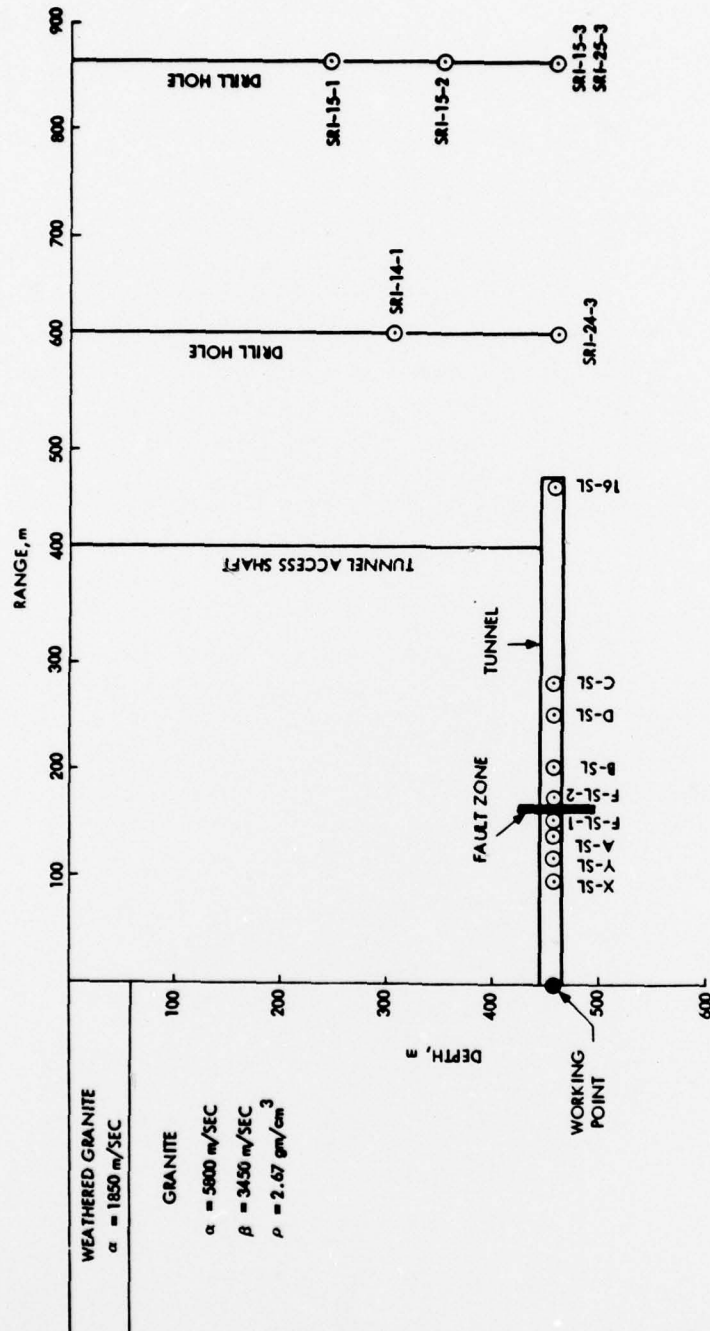 RANGE, m
100
200
300
400
500
600
700
800
900
WEATHERED GRANITE
α = 1850 m/SEC
GRANITE
α = 5800 m/SEC
β = 3450 m/SEC
ρ = 2.67 gm/cm³
DEPTH, m
100
200
300
400
500
600
WORKING
POINT
FAULT ZONE
TUNNEL
TUNNEL ACCESS SHAFT
DRILL HOLE
DRILL HOLE
X-SL
Y-SL
A-SL
F-SL-1
F-SL-2
B-SL
D-SL
C-SL
16-SL
SRI-14-1
SRI-24-3
SRI-15-1
SRI-15-2
SRI-15-3
SRI-25-3